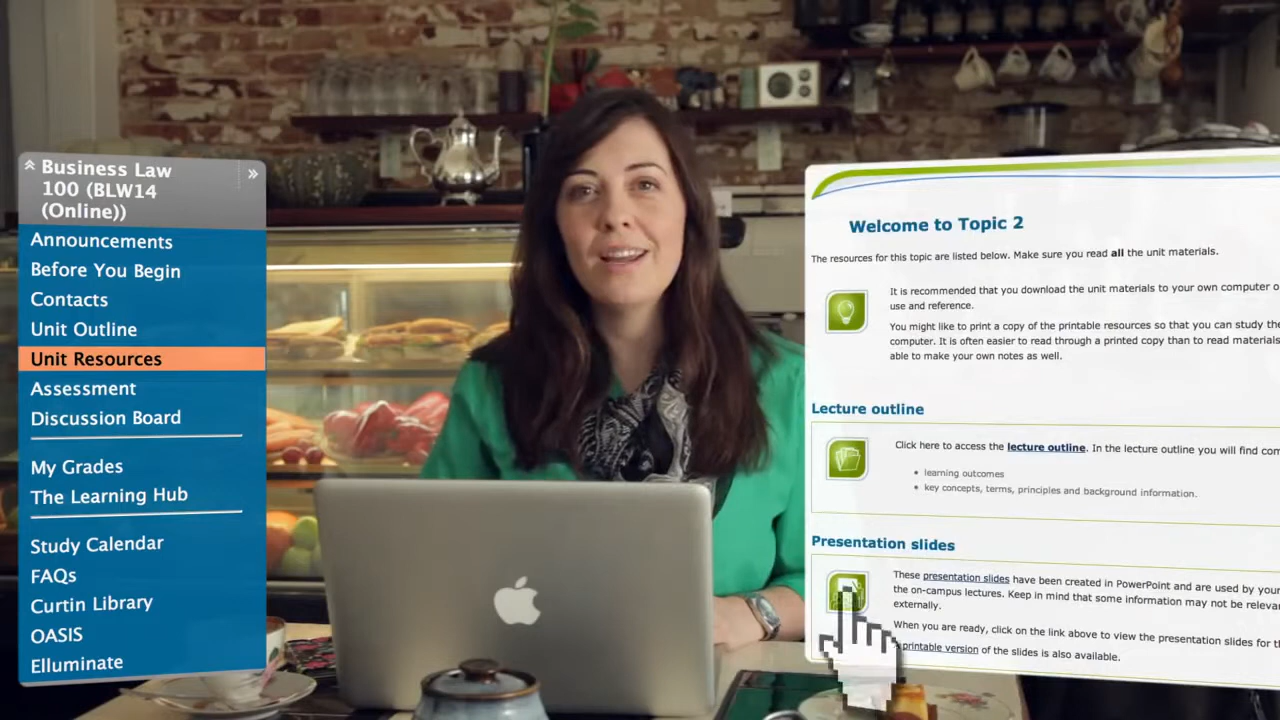 Business Law
100 (BLW14
(Online))
Announcements
Before You Begin
Contacts
Unit Outline
Unit Resources
Assessment
Discussion Board
My Grades
The Learning Hub
Study Calendar
FAQs
Curtin Library
OASIS
Elluminate
Welcome to Topic 2
The resources for this topic are listed below. Make sure you read all the unit materials.
It is recommended that you download the unit materials to your own computer
use and reference.
You might like to print a copy of the printable resources so that you can study
computer. It is often easier to read through a printed copy than to read materials
able to make your own notes as well.
Lecture outline
Click here to access the lecture outline. In the lecture outline you will find
• learning outcomes
• key concepts, terms, principles and background information.
Presentation slides
These presentation slides have been created in PowerPoint and are used by your
the on-campus lectures. Keep in mind that some information may not be
externally.
When you are ready, click on the link above to view the presentation slides for
printable version of the slides is also available.